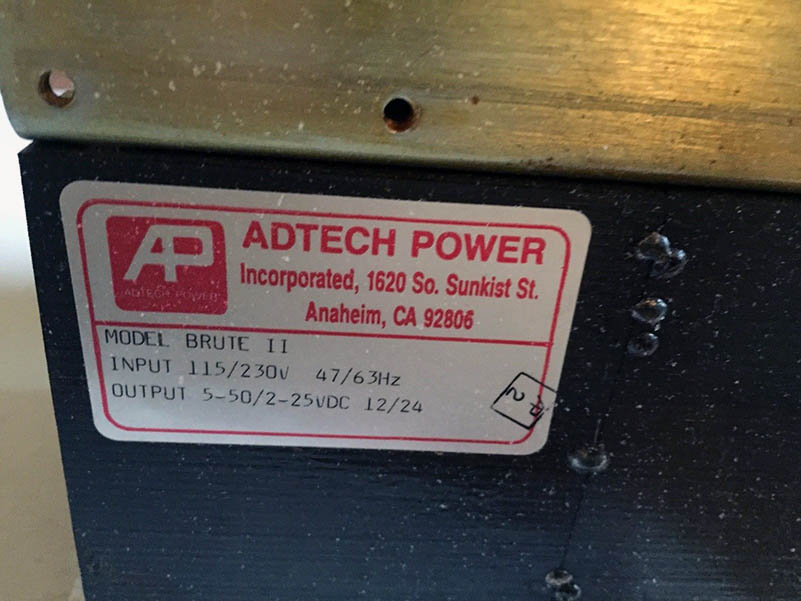 AP
ADTECH POWER
ADTECH POWER
Incorporated, 1620 So. Sunkist St.
Anaheim, CA 92806
MODEL BRUTE II
INPUT 115/230V 47/63Hz
OUTPUT 5-50/2-25VDC 12/24
2